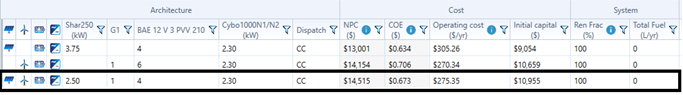 Architecture Cost System
Shar250 (kW) G1 BAE 12 V 3 PVV 210 Cybo1000N1/N2 (kW) Dispatch NPC ($) COE ($) Operating cost ($/yr) Initial capital ($) Ren Frac (%) Total Fuel (L/yr)
3.75 4 2.30 CC $13,001 $0.634 $305.26 $9,054 100 0
1 6 2.30 CC $14,154 $0.706 $270.34 $10,659 100 0
2.50 1 4 2.30 CC $14,515 $0.673 $275.35 $10,955 100 0